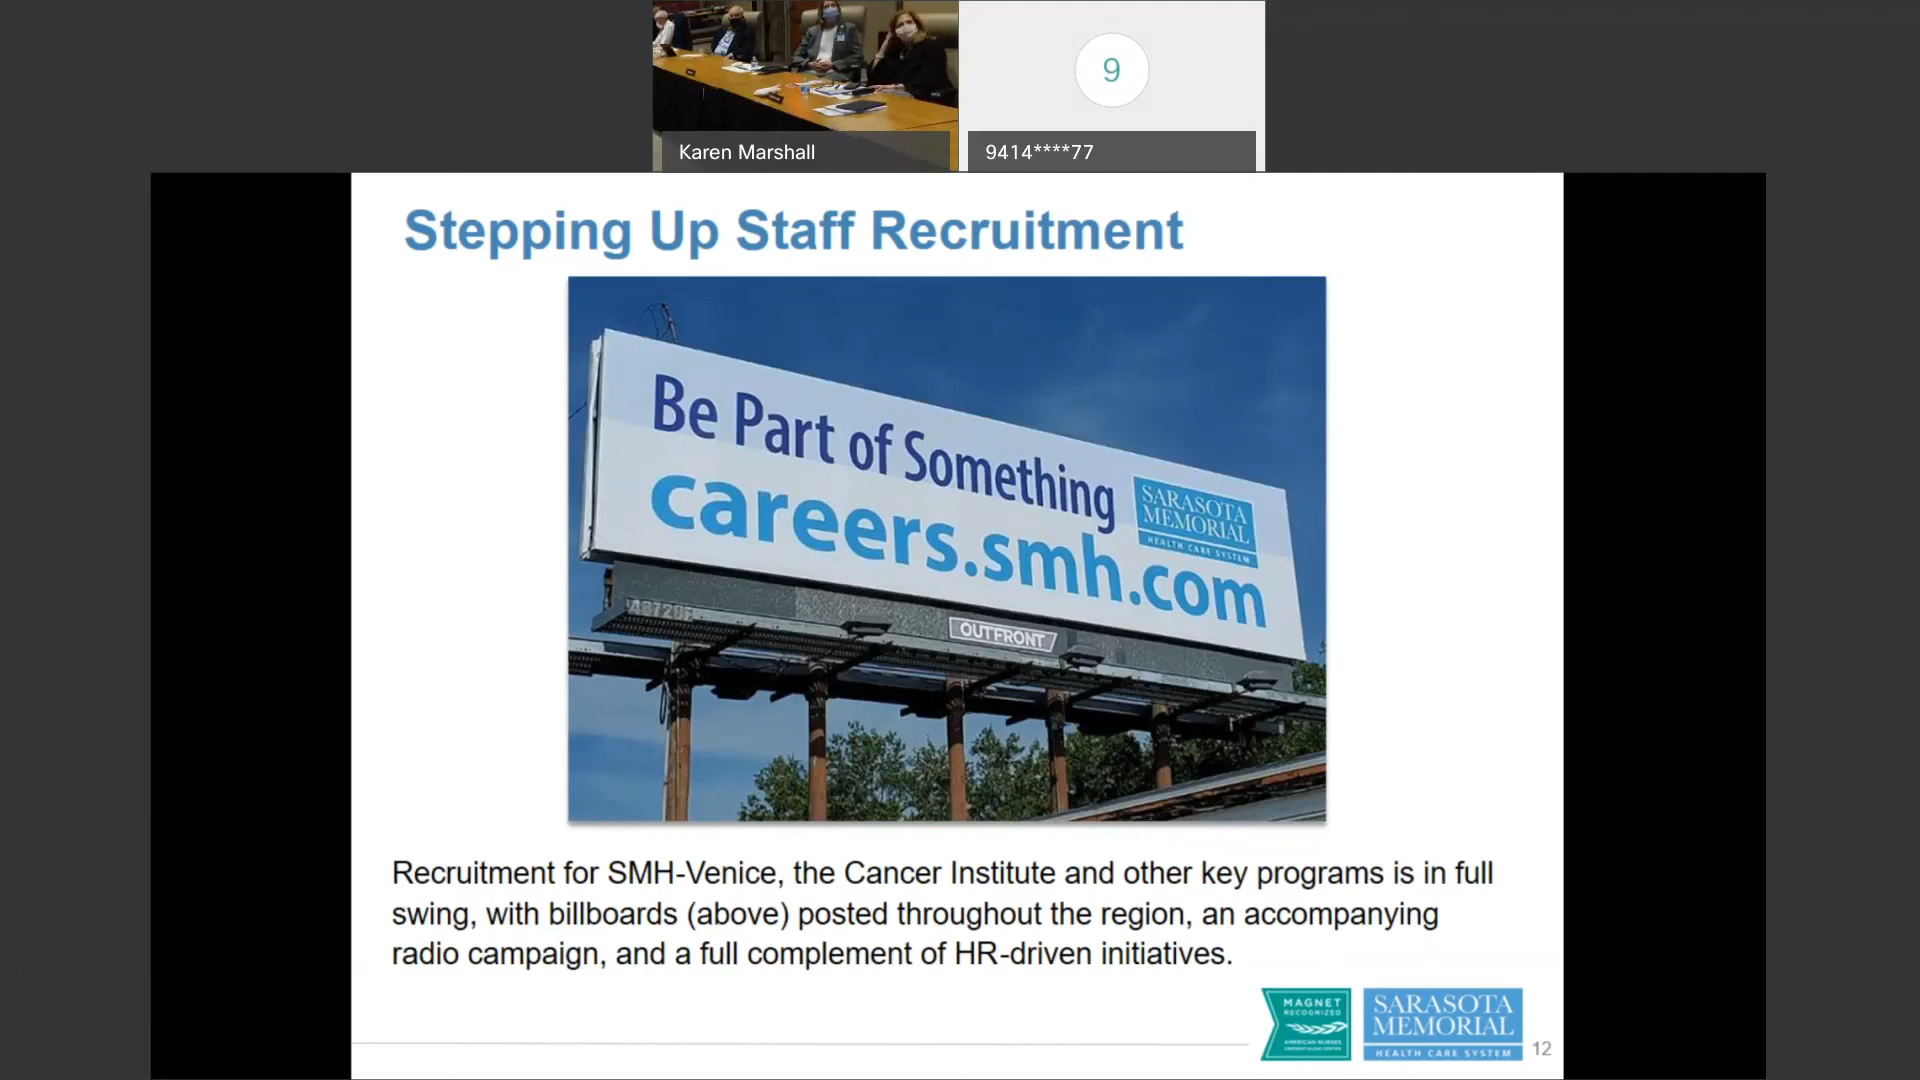 9
Karen Marshall
9414****77
Stepping Up Staff Recruitment
Be Part of Something
careers.smh.com
SARASOTA
MEMORIAL
HEALTH CARE SYSTEM
OUTFRONT
Recruitment for SMH-Venice, the Cancer Institute and other key programs is in full
swing, with billboards (above) posted throughout the region, an accompanying
radio campaign, and a full complement of HR-driven initiatives.
MAGNET
RECOGNIZED
AMERICAN NURSES
SARASOTA
MEMORIAL
HEALTH CARE SYSTEM
12